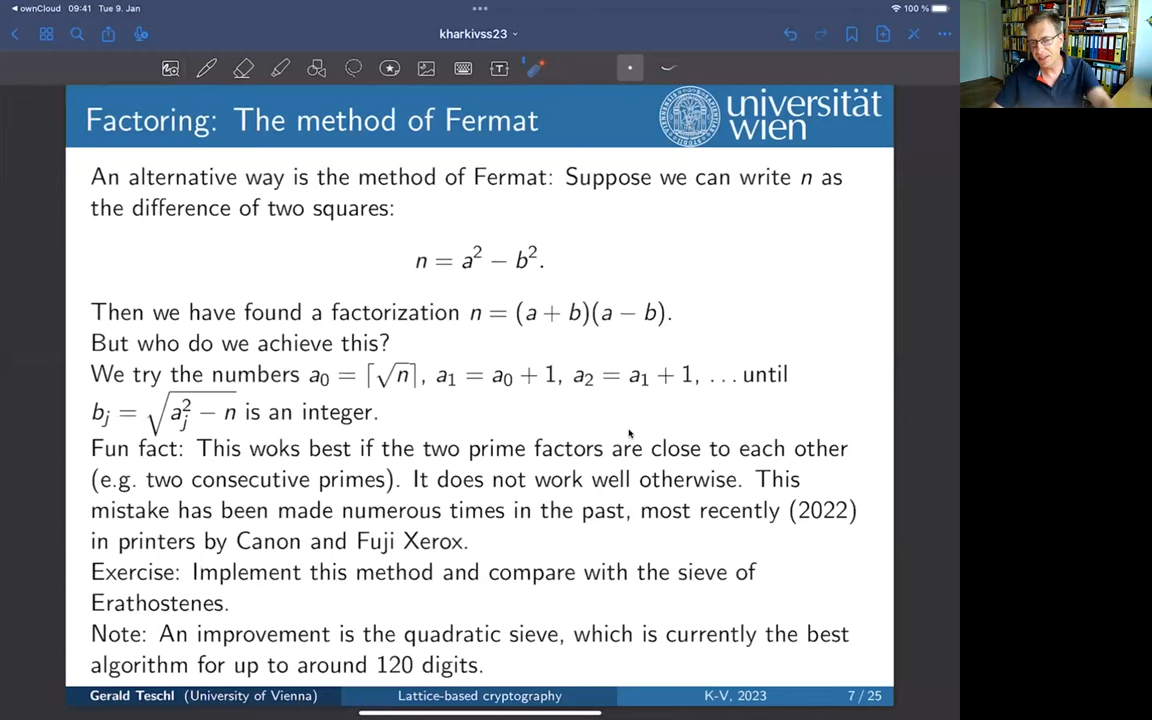 ownCloud 09:41 Tue 9. Jan
100 %
kharkivss23
Factoring: The method of Fermat
universität
wien
An alternative way is the method of Fermat: Suppose we can write n as
the difference of two squares:
n = a² − b².
Then we have found a factorization n = (a + b)(a − b).
But who do we achieve this?
We try the numbers a₀ = ⌈√n⌉, a₁ = a₀ + 1, a₂ = a₁ + 1, ... until
bⱼ = √(aⱼ² − n) is an integer.
Fun fact: This woks best if the two prime factors are close to each other
(e.g. two consecutive primes). It does not work well otherwise. This
mistake has been made numerous times in the past, most recently (2022)
in printers by Canon and Fuji Xerox.
Exercise: Implement this method and compare with the sieve of
Erathostenes.
Note: An improvement is the quadratic sieve, which is currently the best
algorithm for up to around 120 digits.
Gerald Teschl (University of Vienna) Lattice-based cryptography K-V, 2023 7 / 25